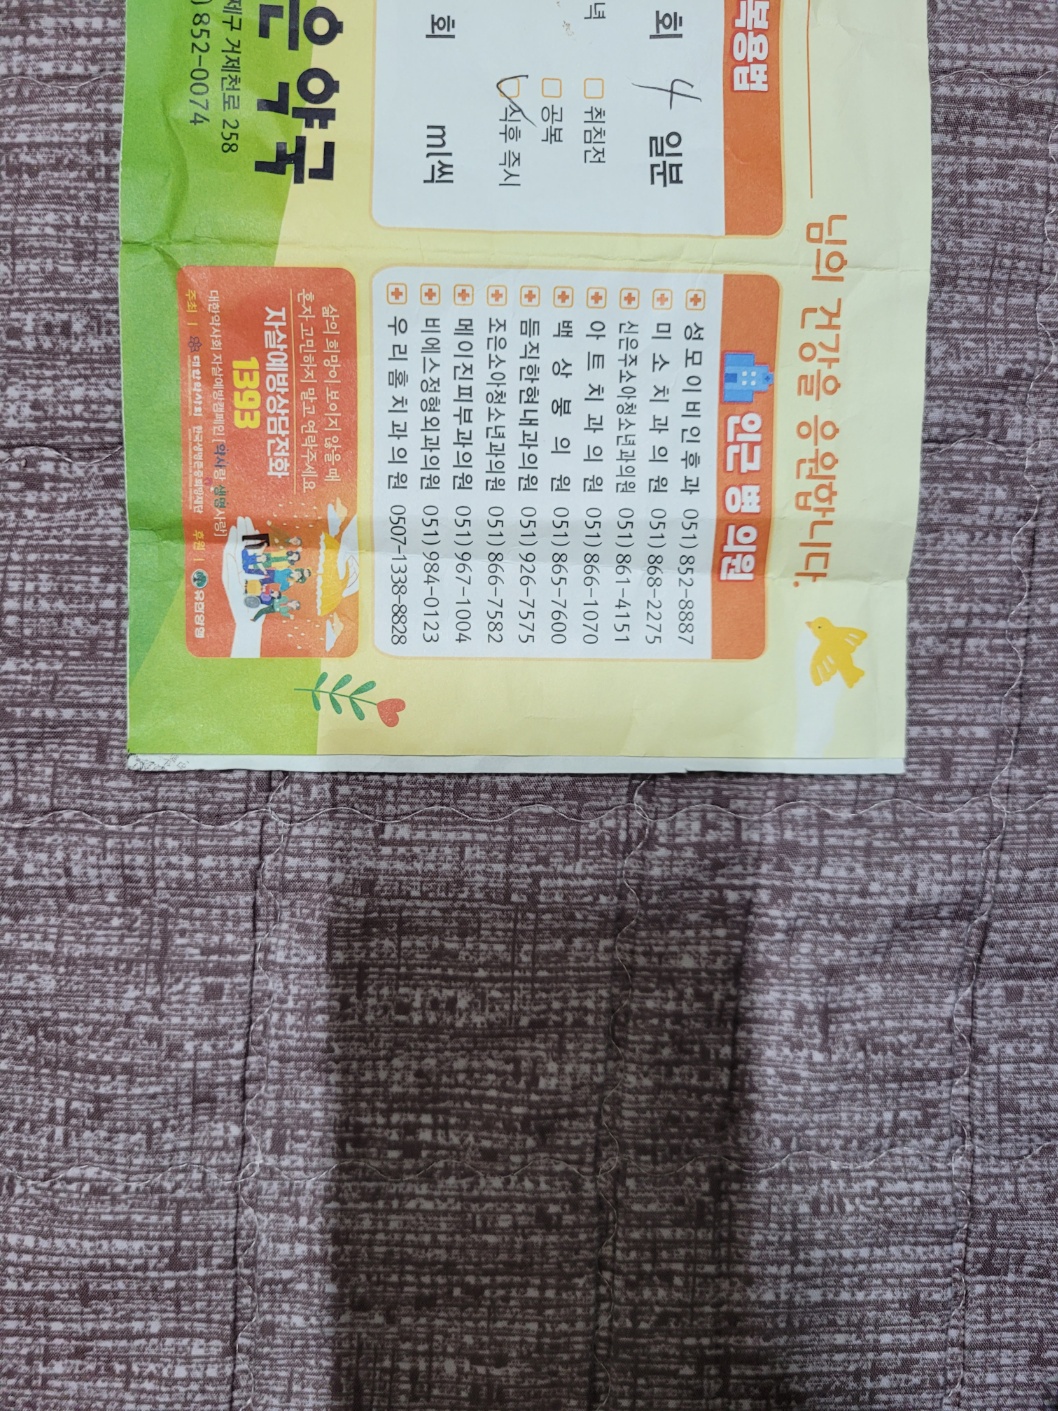 님의 건강을 응원합니다.
복용법
회 4 일분
녁
취침전
공복
식후 즉시
회 ml씩
인근 병 의원
성모이비인후과 051) 852-8887
미소치과의원 051) 868-2275
신은주소아청소년과의원 051) 861-4151
아트치과의원 051) 866-1070
백상봉의원 051) 865-7600
듬직한현내과의원 051) 926-7575
조은소아청소년과의원 051) 866-7582
메이진피부과의원 051) 967-1004
비에스정형외과의원 051) 984-0123
우리홈치과의원 0507-1338-8828
은약국
제구 거제천로 258
) 852-0074
삶의 희망이 보이지 않을 때
혼자 고민하지 말고 연락주세요
자살예방상담전화
1393
대한약사회 자살예방캠페인 [약사랑 생명사랑]
주최 | 대한약사회 한국생명존중희망재단 후원 | 유한양행